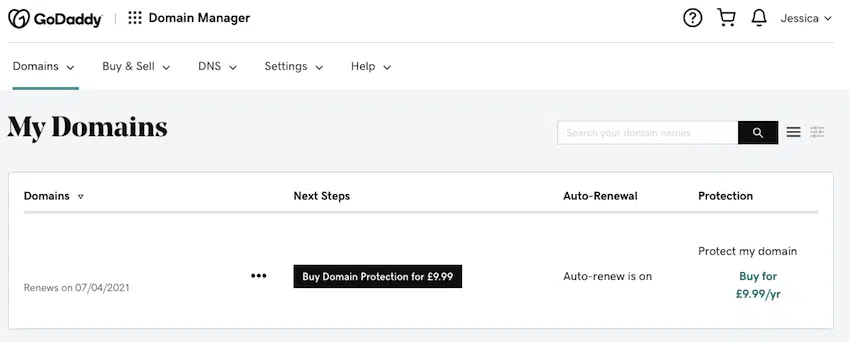 GoDaddy Domain Manager Jessica
Domains Buy & Sell DNS Settings Help
My Domains
Search your domain names
Domains Next Steps Auto-Renewal Protection
Protect my domain
Buy Domain Protection for £9.99 Auto-renew is on Buy for
Renews on 07/04/2021 £9.99/yr